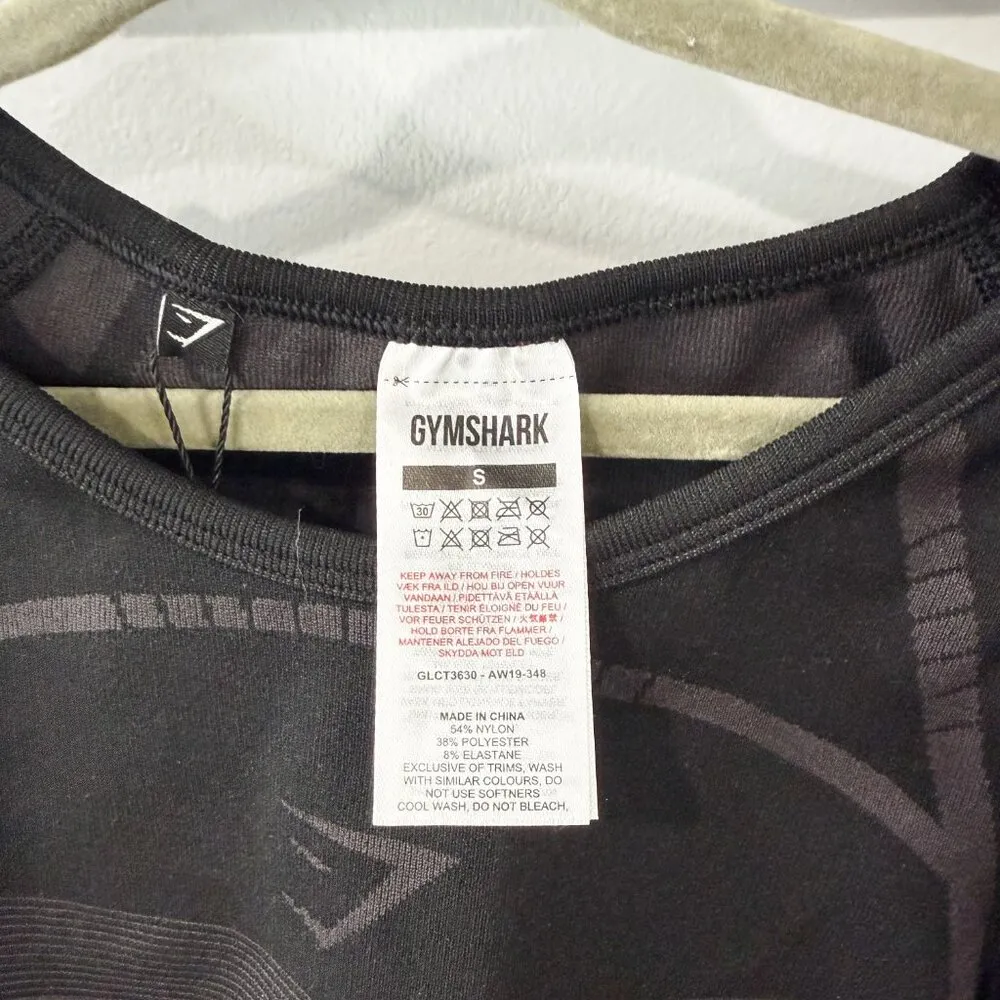 GYMSHARK
S
30
KEEP AWAY FROM FIRE / HOLDES
VÆK FRA ILD / HOU BIJ OPEN VUUR
VANDAAN / PIDETTÄVÄ ETÄÄLLÄ
TULESTA / TENIR ÉLOIGNÉ DU FEU /
VOR FEUER SCHÜTZEN / 火気厳禁 /
HOLD BORTE FRA FLAMMER /
MANTENER ALEJADO DEL FUEGO /
SKYDDA MOT ELD
GLCT3630 - AW19-348
MADE IN CHINA
54% NYLON
38% POLYESTER
8% ELASTANE
EXCLUSIVE OF TRIMS, WASH
WITH SIMILAR COLOURS, DO
NOT USE SOFTNERS
COOL WASH, DO NOT BLEACH,